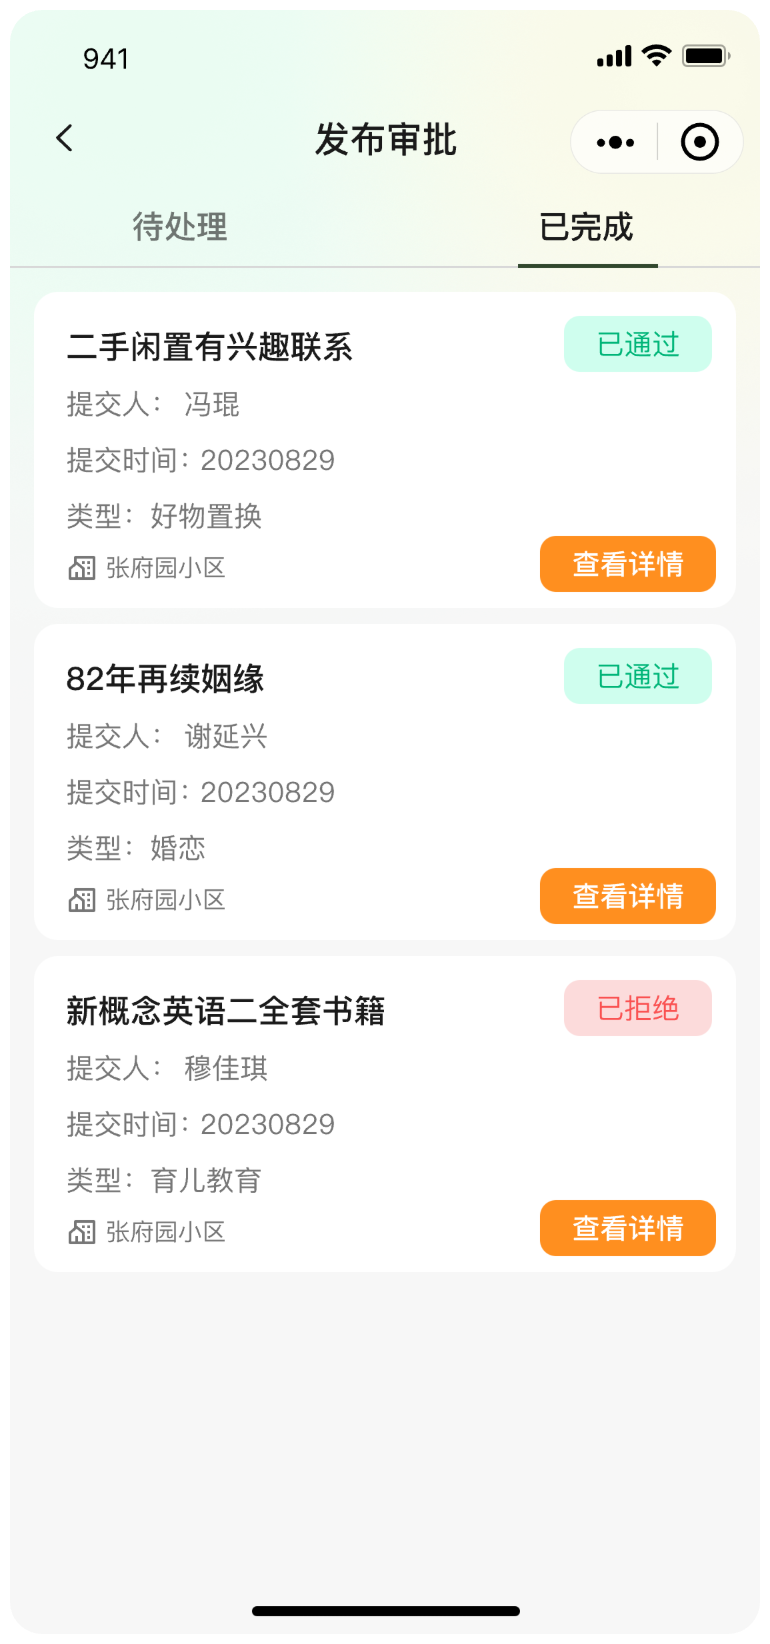 941
发布审批
待处理 已完成
二手闲置有兴趣联系 已通过
提交人： 冯琨
提交时间：20230829
类型：好物置换
张府园小区 查看详情
82年再续姻缘 已通过
提交人： 谢延兴
提交时间：20230829
类型：婚恋
张府园小区 查看详情
新概念英语二全套书籍 已拒绝
提交人： 穆佳琪
提交时间：20230829
类型：育儿教育
张府园小区 查看详情